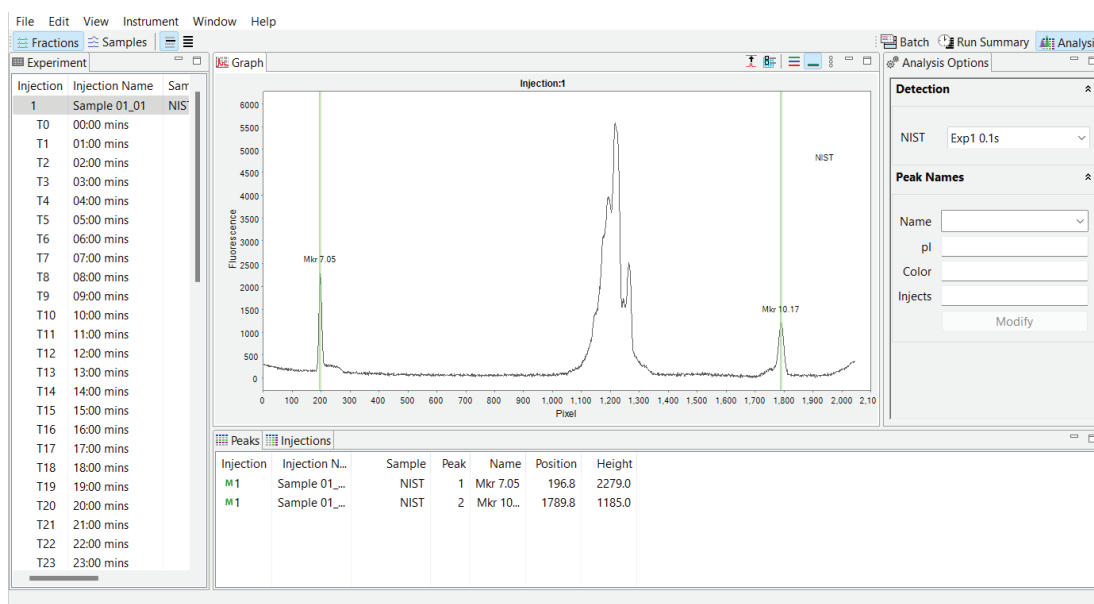 File Edit View Instrument Window Help
Fractions Samples Batch Run Summary Analysi
Experiment Graph Analysis Options
Injection Injection Name Sam
1 Sample 01_01 NIS
T0 00:00 mins
T1 01:00 mins
T2 02:00 mins
T3 03:00 mins
T4 04:00 mins
T5 05:00 mins
T6 06:00 mins
T7 07:00 mins
T8 08:00 mins
T9 09:00 mins
T10 10:00 mins
T11 11:00 mins
T12 12:00 mins
T13 13:00 mins
T14 14:00 mins
T15 15:00 mins
T16 16:00 mins
T17 17:00 mins
T18 18:00 mins
T19 19:00 mins
T20 20:00 mins
T21 21:00 mins
T22 22:00 mins
T23 23:00 mins
Injection:1
6000
5500
5000
4500
4000
3500
3000
2500
2000
1500
1000
500
0
Fluorescence
NIST
Mkr 7.05
Mkr 10.17
0 100 200 300 400 500 600 700 800 900 1,000 1,100 1,200 1,300 1,400 1,500 1,600 1,700 1,800 1,900 2,000 2,10
Pixel
Detection
NIST Exp1 0.1s
Peak Names
Name
pI
Color
Injects
Modify
Peaks Injections
Injection Injection N... Sample Peak Name Position Height
M 1 Sample 01_... NIST 1 Mkr 7.05 196.8 2279.0
M 1 Sample 01_... NIST 2 Mkr 10... 1789.8 1185.0